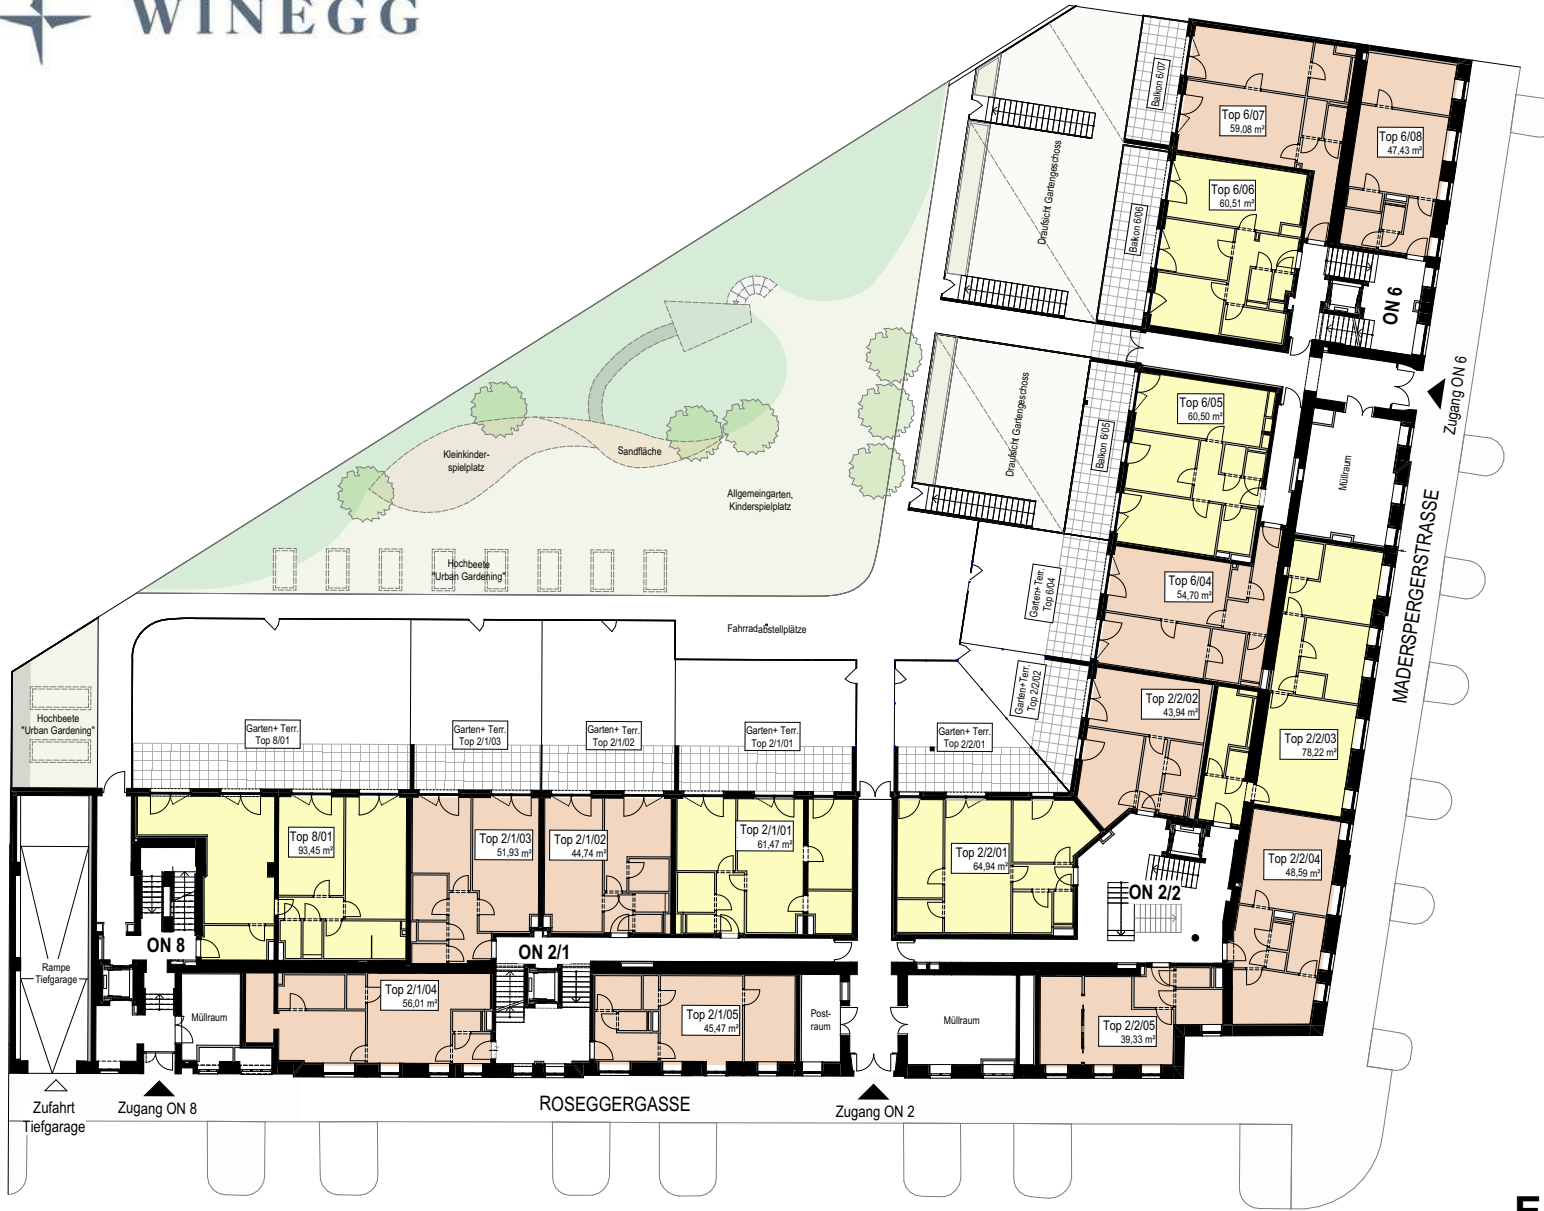 WINEGG
Balkon 6/07
Top 6/07
59,08 m²
Top 6/08
47,43 m²
Draufsicht Gartengeschoss
Balkon 6/06
Top 6/06
60,51 m²
ON 6
Zugang ON 6
Draufsicht Gartengeschoss
Balkon 6/05
Top 6/05
60,50 m²
Müllraum
MADERSPERGERSTRASSE
Kleinkinder-
spielplatz
Sandfläche
Allgemeingarten,
Kinderspielplatz
Hochbeete
"Urban Gardening"
Garten+ Terr.
Top 6/04
Top 6/04
54,70 m²
Fahrradabstellplätze
Garten+Terr.
Top 2/2/02
Top 2/2/02
43,94 m²
Top 2/2/03
78,22 m²
Hochbeete
"Urban Gardening"
Garten+ Terr.
Top 8/01
Garten+ Terr.
Top 2/1/03
Garten+ Terr.
Top 2/1/02
Garten+ Terr.
Top 2/1/01
Garten+ Terr.
Top 2/2/01
Top 8/01
93,45 m²
Top 2/1/03
51,93 m²
Top 2/1/02
44,74 m²
Top 2/1/01
61,47 m²
Top 2/2/01
64,94 m²
Top 2/2/04
48,59 m²
ON 2/2
ON 8
ON 2/1
Rampe
Tiefgarage
Müllraum
Top 2/1/04
56,01 m²
Top 2/1/05
45,47 m²
Post-
raum
Müllraum
Top 2/2/05
39,33 m²
Zufahrt
Tiefgarage
Zugang ON 8
ROSEGGERGASSE
Zugang ON 2